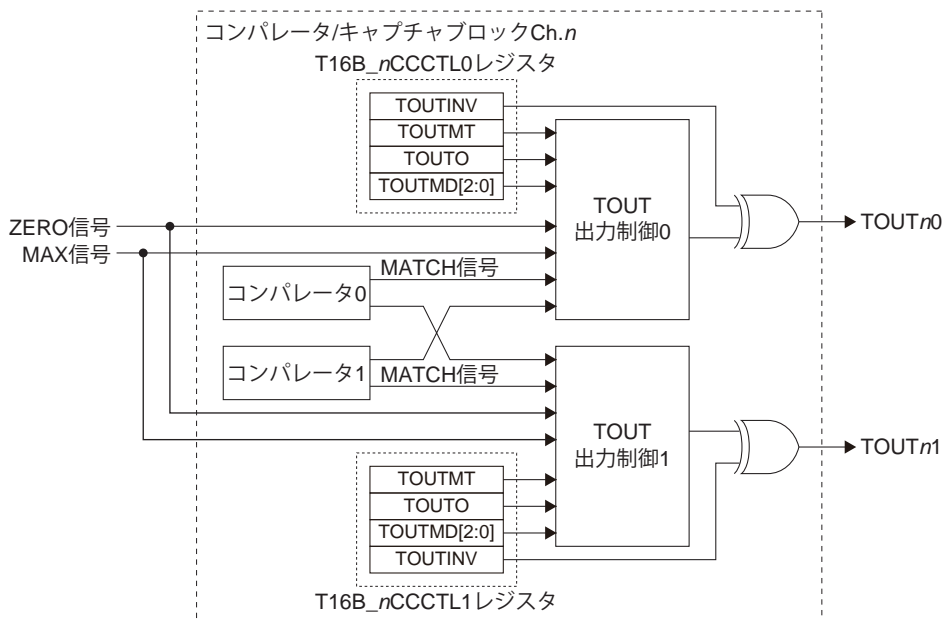 コンパレータ/キャプチャブロックCh.n
T16B_nCCCTL0レジスタ
TOUTINV
TOUTMT
TOUTO
TOUTMD[2:0]
TOUT
出力制御0
TOUTn0
ZERO信号
MAX信号
MATCH信号
コンパレータ0
コンパレータ1
MATCH信号
TOUT
出力制御1
TOUTn1
TOUTMT
TOUTO
TOUTMD[2:0]
TOUTINV
T16B_nCCCTL1レジスタ